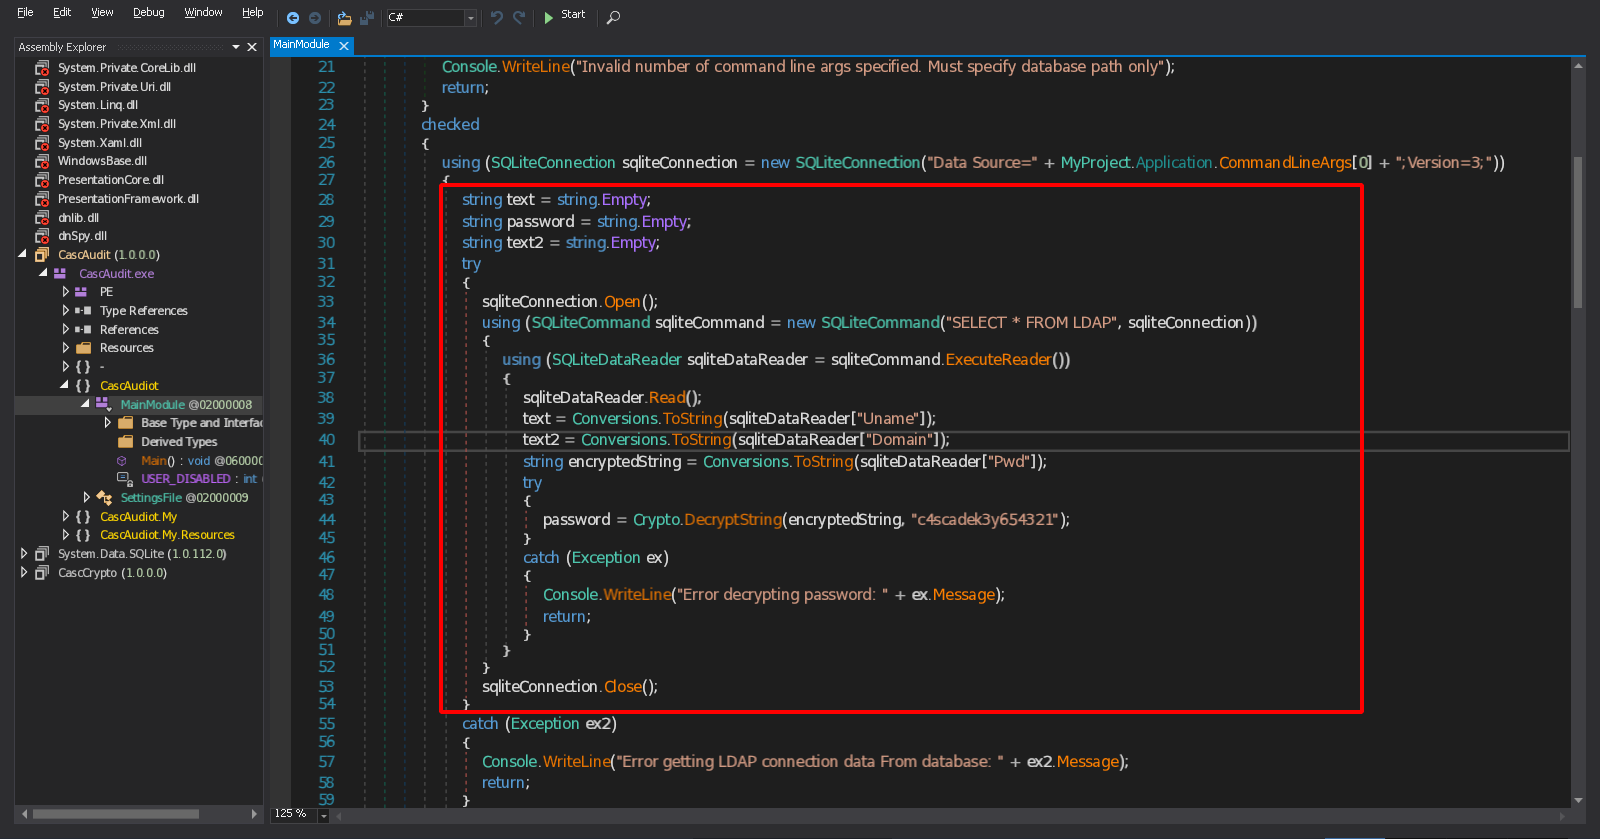 File Edit View Debug Window Help C# Start
Assembly Explorer
System.Private.CoreLib.dll
System.Private.Uri.dll
System.Linq.dll
System.Private.Xml.dll
System.Xaml.dll
WindowsBase.dll
PresentationCore.dll
PresentationFramework.dll
dnlib.dll
dnSpy.dll
CascAudit (1.0.0.0)
CascAudit.exe
PE
Type References
References
Resources
{ } -
{ } CascAudiot
MainModule @02000008
Base Type and Interfac
Derived Types
Main() : void @060000
USER_DISABLED : int
SettingsFile @02000009
{ } CascAudiot.My
{ } CascAudiot.My.Resources
System.Data.SQLite (1.0.112.0)
CascCrypto (1.0.0.0)
MainModule
21 Console.WriteLine("Invalid number of command line args specified. Must specify database path only");
22 return;
23 }
24 checked
25 {
26 using (SQLiteConnection sqliteConnection = new SQLiteConnection("Data Source=" + MyProject.Application.CommandLineArgs[0] + ";Version=3;"))
27 {
28 string text = string.Empty;
29 string password = string.Empty;
30 string text2 = string.Empty;
31 try
32 {
33 sqliteConnection.Open();
34 using (SQLiteCommand sqliteCommand = new SQLiteCommand("SELECT * FROM LDAP", sqliteConnection))
35 {
36 using (SQLiteDataReader sqliteDataReader = sqliteCommand.ExecuteReader())
37 {
38 sqliteDataReader.Read();
39 text = Conversions.ToString(sqliteDataReader["Uname"]);
40 text2 = Conversions.ToString(sqliteDataReader["Domain"]);
41 string encryptedString = Conversions.ToString(sqliteDataReader["Pwd"]);
42 try
43 {
44 password = Crypto.DecryptString(encryptedString, "c4scadek3y654321");
45 }
46 catch (Exception ex)
47 {
48 Console.WriteLine("Error decrypting password: " + ex.Message);
49 return;
50 }
51 }
52 }
53 sqliteConnection.Close();
54 }
55 catch (Exception ex2)
56 {
57 Console.WriteLine("Error getting LDAP connection data From database: " + ex2.Message);
58 return;
59 }
125 %